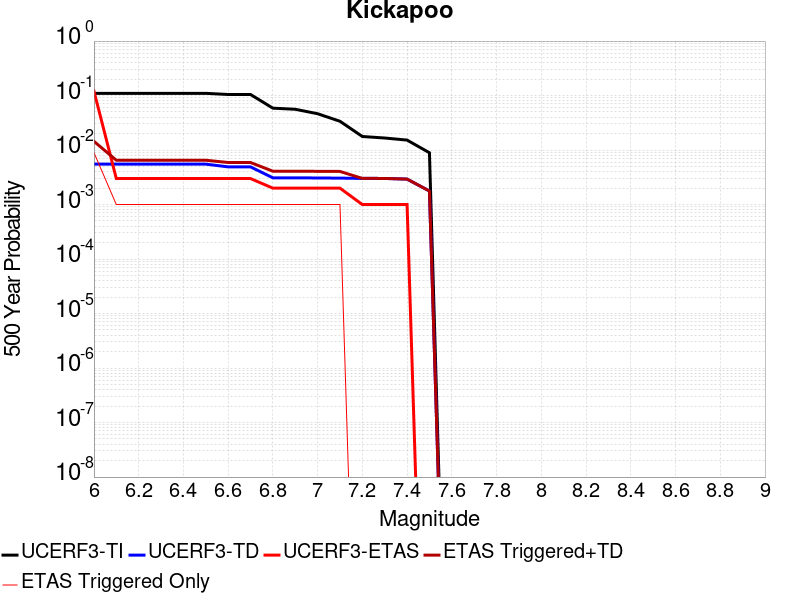 Kickapoo
10^0
10^-1
10^-2
10^-3
10^-4
10^-5
10^-6
10^-7
10^-8
500 Year Probability
6 6.2 6.4 6.6 6.8 7 7.2 7.4 7.6 7.8 8 8.2 8.4 8.6 8.8 9
Magnitude
UCERF3-TI UCERF3-TD UCERF3-ETAS ETAS Triggered+TD
ETAS Triggered Only